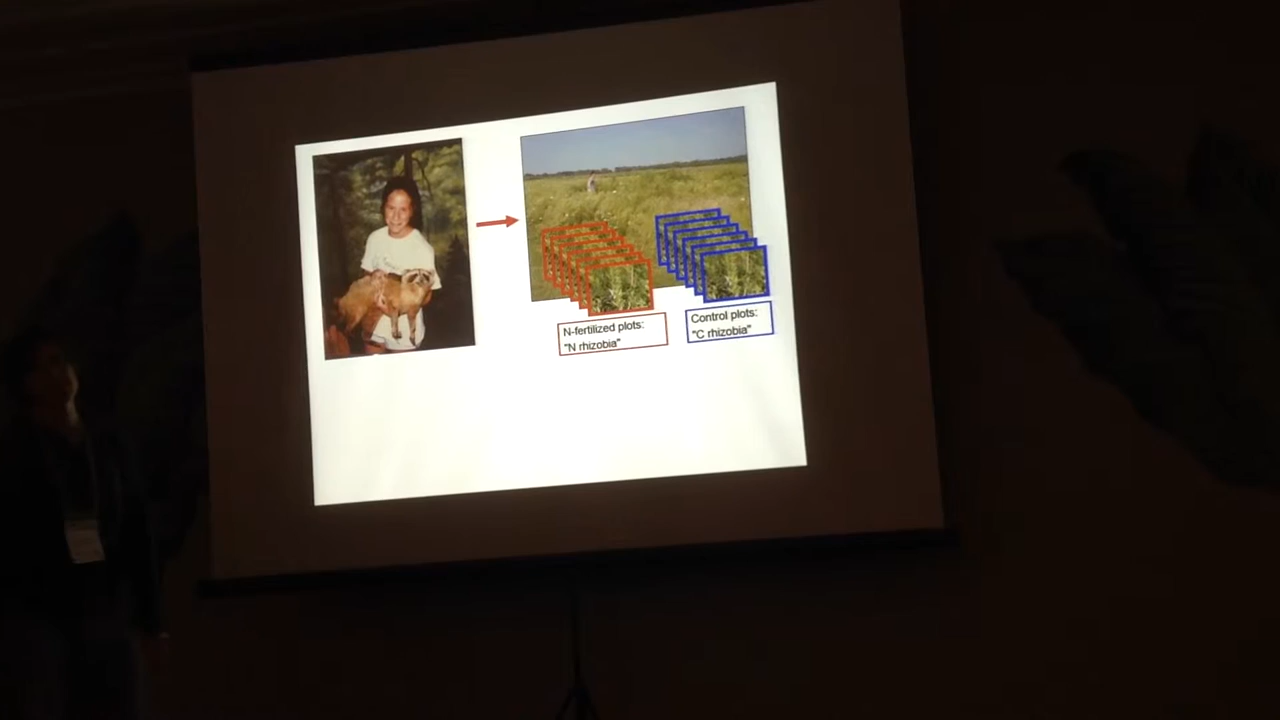 N-fertilized plots:
"N rhizobia"
Control plots:
"C rhizobia"